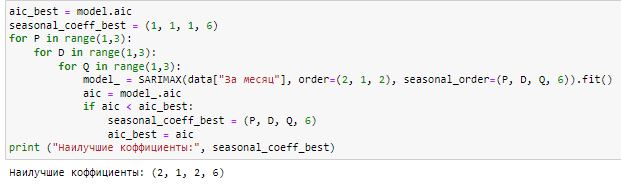 aic_best = model.aic
seasonal_coeff_best = (1, 1, 1, 6)
for P in range(1,3):
    for D in range(1,3):
        for Q in range(1,3):
            model_ = SARIMAX(data["За месяц"], order=(2, 1, 2), seasonal_order=(P, D, Q, 6)).fit()
            aic = model_.aic
            if aic < aic_best:
                seasonal_coeff_best = (P, D, Q, 6)
                aic_best = aic
print ("Наилучшие коффициенты:", seasonal_coeff_best)
Наилучшие коффициенты: (2, 1, 2, 6)